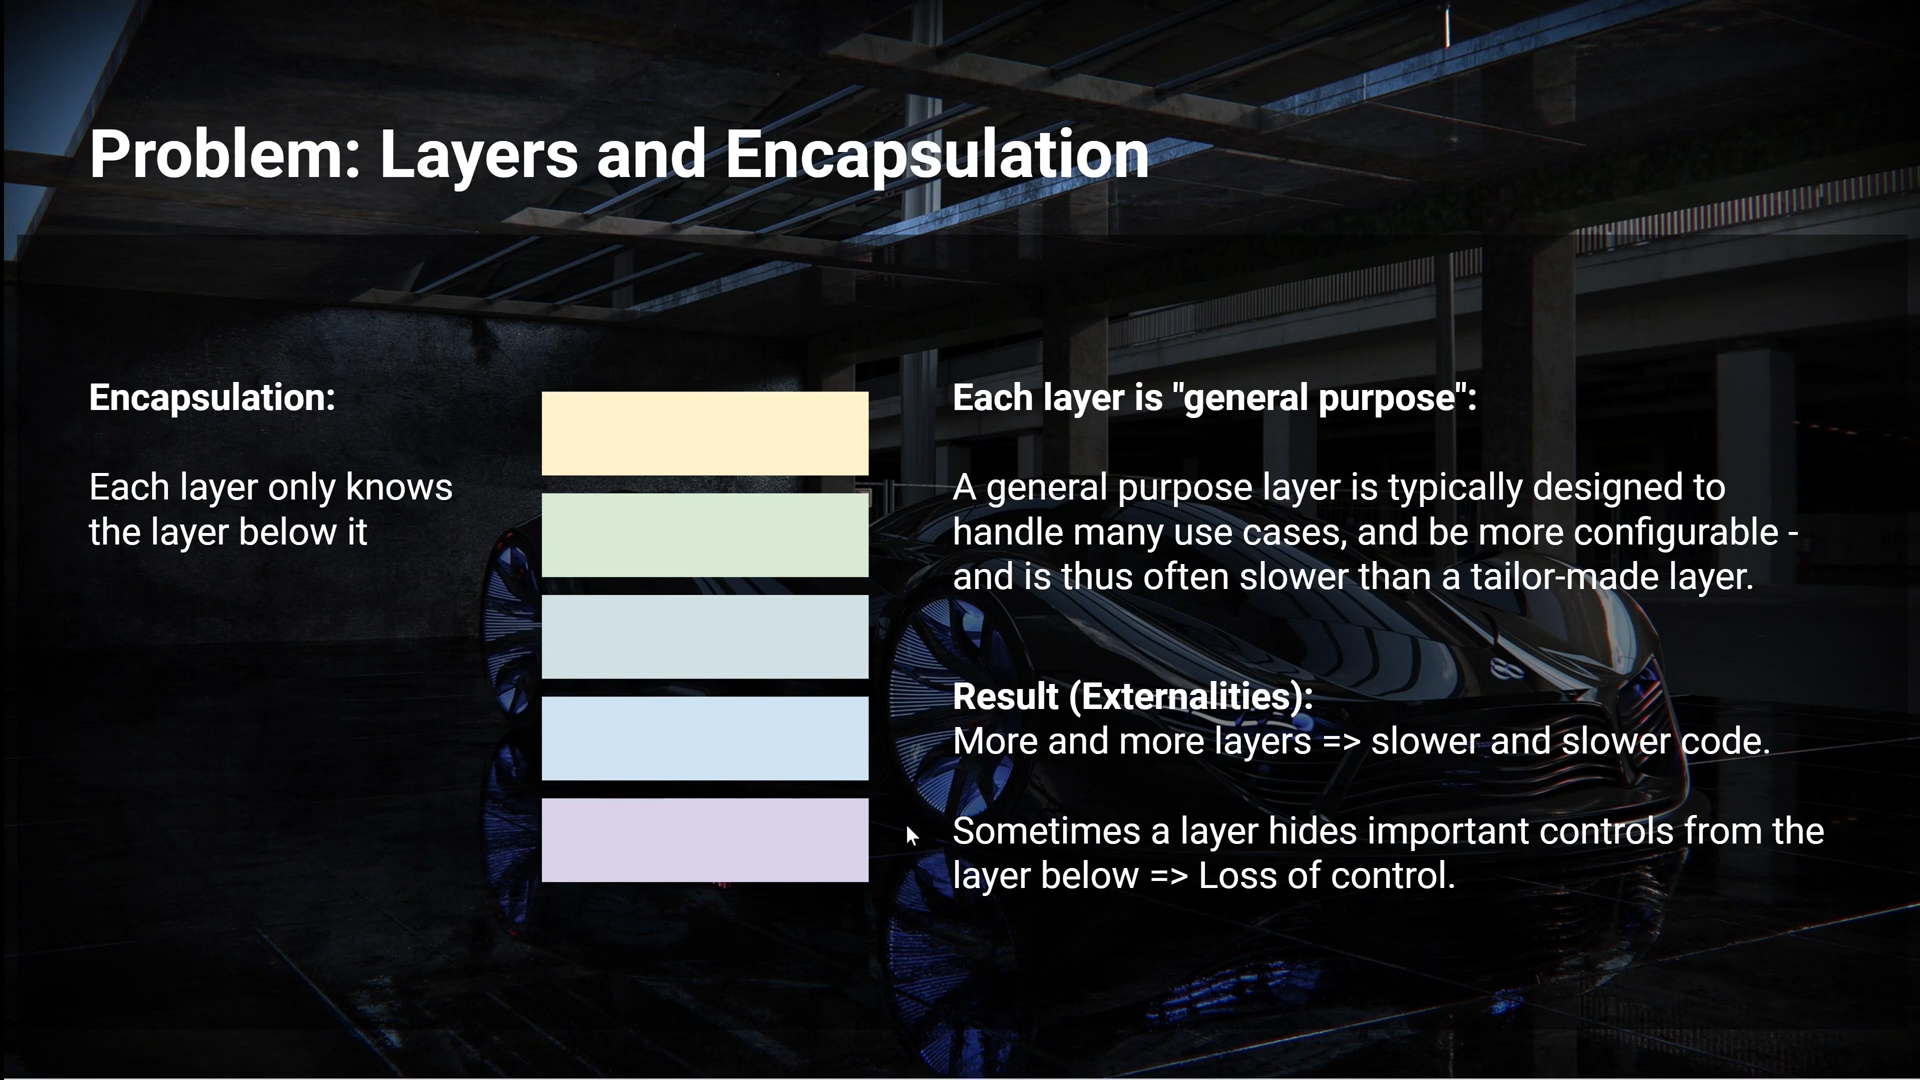 Problem: Layers and Encapsulation
Encapsulation:
Each layer only knows
the layer below it
Each layer is "general purpose":
A general purpose layer is typically designed to
handle many use cases, and be more configurable -
and is thus often slower than a tailor-made layer.
Result (Externalities):
More and more layers => slower and slower code.
Sometimes a layer hides important controls from the
layer below => Loss of control.